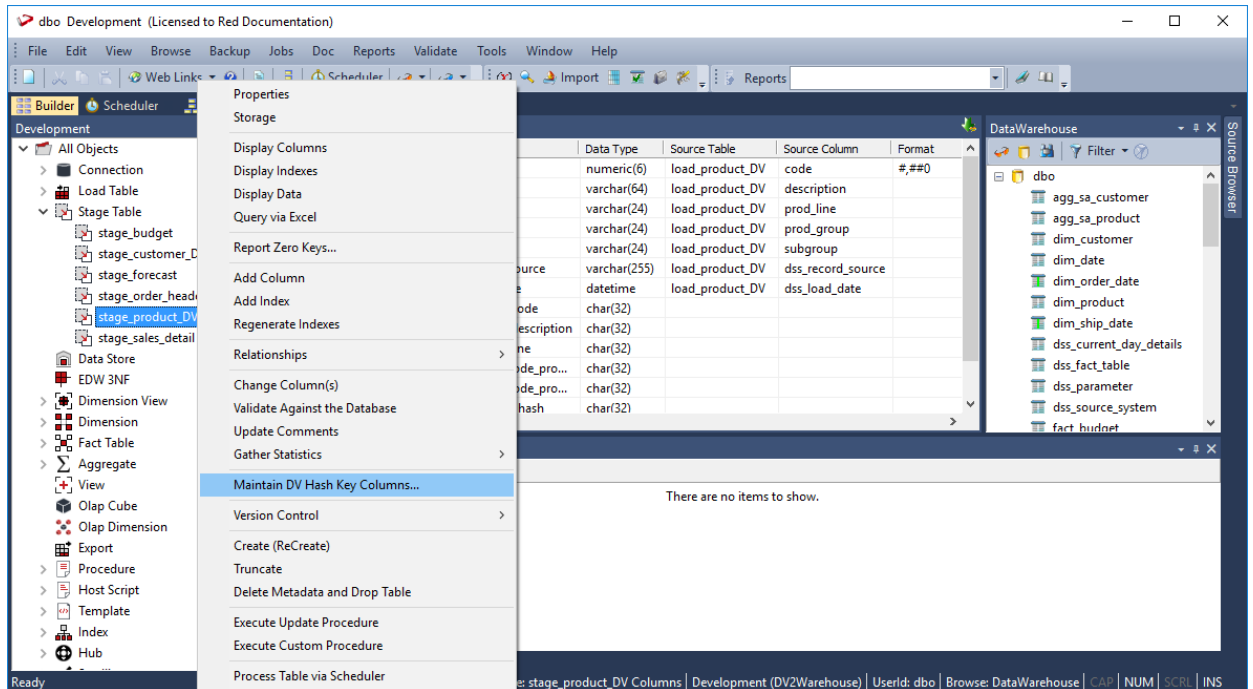 dbo Development (Licensed to Red Documentation)
File Edit View Browse Backup Jobs Doc Reports Validate Tools Window Help
Web Links Scheduler Import Reports
Builder Scheduler
Development
All Objects
Connection
Load Table
Stage Table
stage_budget
stage_customer_D
stage_forecast
stage_order_head
stage_product_DV
stage_sales_detail
Data Store
EDW 3NF
Dimension View
Dimension
Fact Table
Aggregate
View
Olap Cube
Olap Dimension
Export
Procedure
Host Script
Template
Index
Hub
Properties
Storage
Display Columns
Display Indexes
Display Data
Query via Excel
Report Zero Keys...
Add Column
Add Index
Regenerate Indexes
Relationships
Change Column(s)
Validate Against the Database
Update Comments
Gather Statistics
Maintain DV Hash Key Columns...
Version Control
Create (ReCreate)
Truncate
Delete Metadata and Drop Table
Execute Update Procedure
Execute Custom Procedure
Process Table via Scheduler
Data Type Source Table Source Column Format
numeric(6) load_product_DV code #,##0
varchar(64) load_product_DV description
varchar(24) load_product_DV prod_line
varchar(24) load_product_DV prod_group
varchar(24) load_product_DV subgroup
ource varchar(255) load_product_DV dss_record_source
e datetime load_product_DV dss_load_date
ode char(32)
escription char(32)
ne char(32)
ode_pro... char(32)
ode_pro... char(32)
hash char(32)
There are no items to show.
DataWarehouse
Filter
dbo
agg_sa_customer
agg_sa_product
dim_customer
dim_date
dim_order_date
dim_product
dim_ship_date
dss_current_day_details
dss_fact_table
dss_parameter
dss_source_system
fact_budget
Source Browser
Ready
e: stage_product_DV Columns Development (DV2Warehouse) UserId: dbo Browse: DataWarehouse CAP NUM SCRL INS